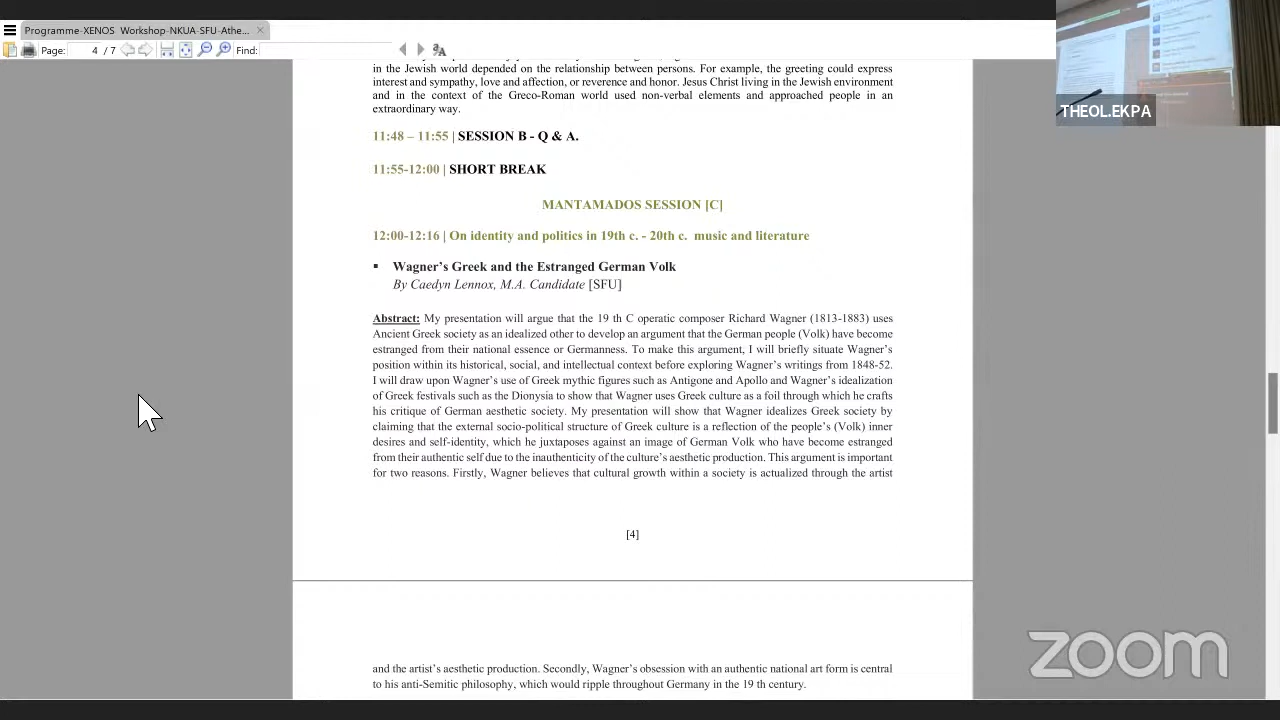 Programme-XENOS Workshop-NKUA-SFU-Athe...
Page: 4 / 7 Find:
THEOL.EKPA
in the Jewish world depended on the relationship between persons. For example, the greeting could express
interest and sympathy, love and affection, or reverence and honor. Jesus Christ living in the Jewish environment
and in the context of the Greco-Roman world used non-verbal elements and approached people in an
extraordinary way.
11:48 – 11:55 | SESSION B - Q & A.
11:55-12:00 | SHORT BREAK
MANTAMADOS SESSION [C]
12:00-12:16 | On identity and politics in 19th c. - 20th c. music and literature
▪ Wagner's Greek and the Estranged German Volk
By Caedyn Lennox, M.A. Candidate [SFU]
Abstract: My presentation will argue that the 19 th C operatic composer Richard Wagner (1813-1883) uses
Ancient Greek society as an idealized other to develop an argument that the German people (Volk) have become
estranged from their national essence or Germanness. To make this argument, I will briefly situate Wagner's
position within its historical, social, and intellectual context before exploring Wagner's writings from 1848-52.
I will draw upon Wagner's use of Greek mythic figures such as Antigone and Apollo and Wagner's idealization
of Greek festivals such as the Dionysia to show that Wagner uses Greek culture as a foil through which he crafts
his critique of German aesthetic society. My presentation will show that Wagner idealizes Greek society by
claiming that the external socio-political structure of Greek culture is a reflection of the people's (Volk) inner
desires and self-identity, which he juxtaposes against an image of German Volk who have become estranged
from their authentic self due to the inauthenticity of the culture's aesthetic production. This argument is important
for two reasons. Firstly, Wagner believes that cultural growth within a society is actualized through the artist
[4]
and the artist's aesthetic production. Secondly, Wagner's obsession with an authentic national art form is central
to his anti-Semitic philosophy, which would ripple throughout Germany in the 19 th century.
zoom